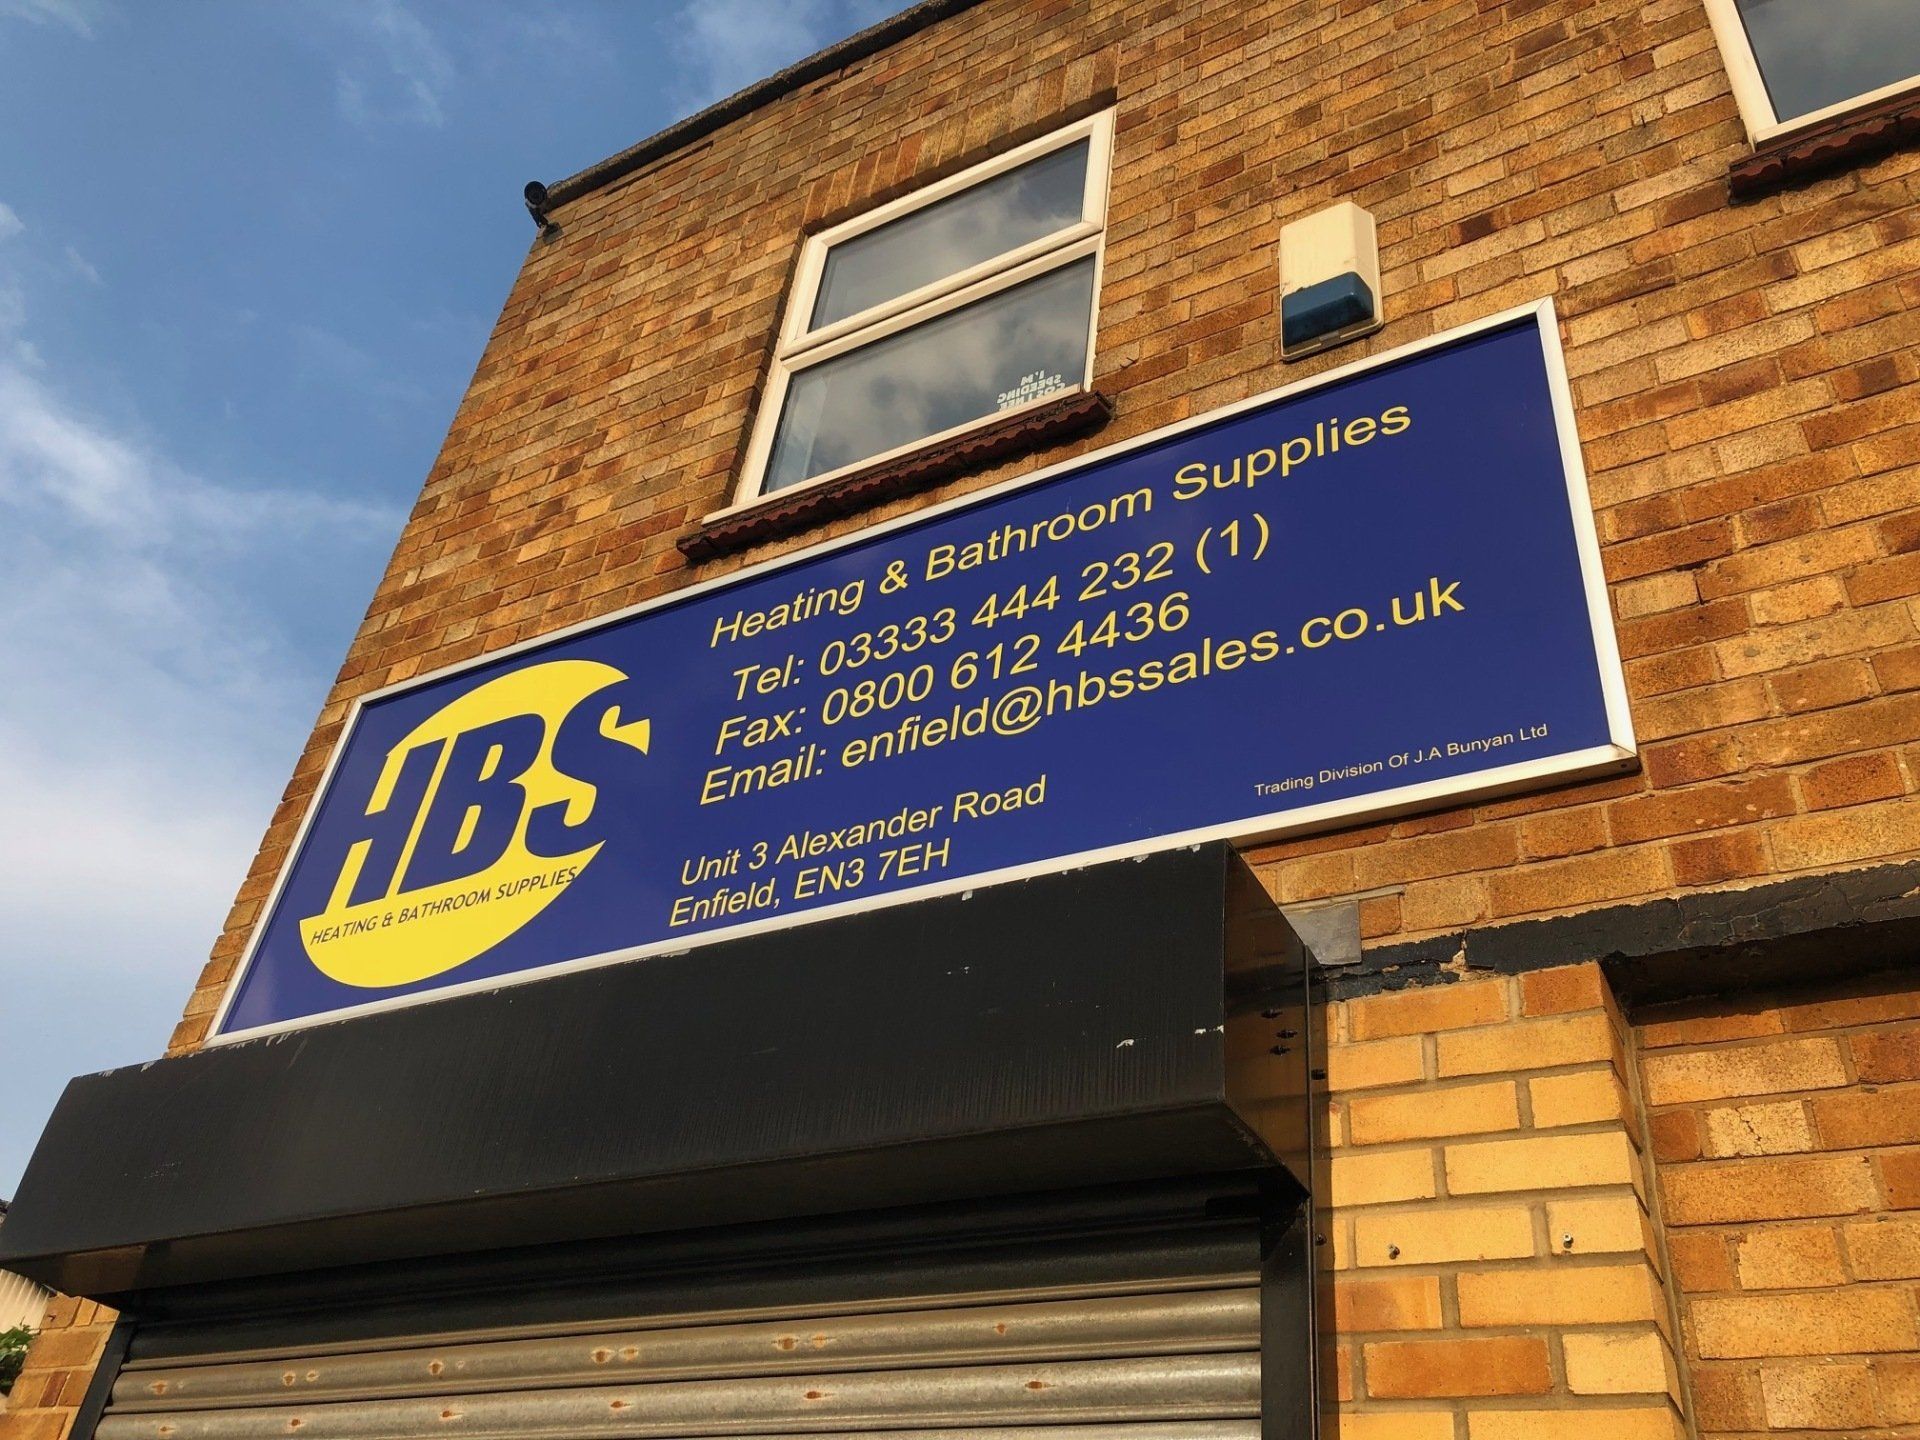 I'M
SPEEDING
Heating & Bathroom Supplies
Tel: 03333 444 232 (1)
Fax: 0800 612 4436
Email: enfield@hbssales.co.uk
HBS
HEATING & BATHROOM SUPPLIES
Unit 3 Alexander Road
Enfield, EN3 7EH
Trading Division Of J.A Bunyan Ltd